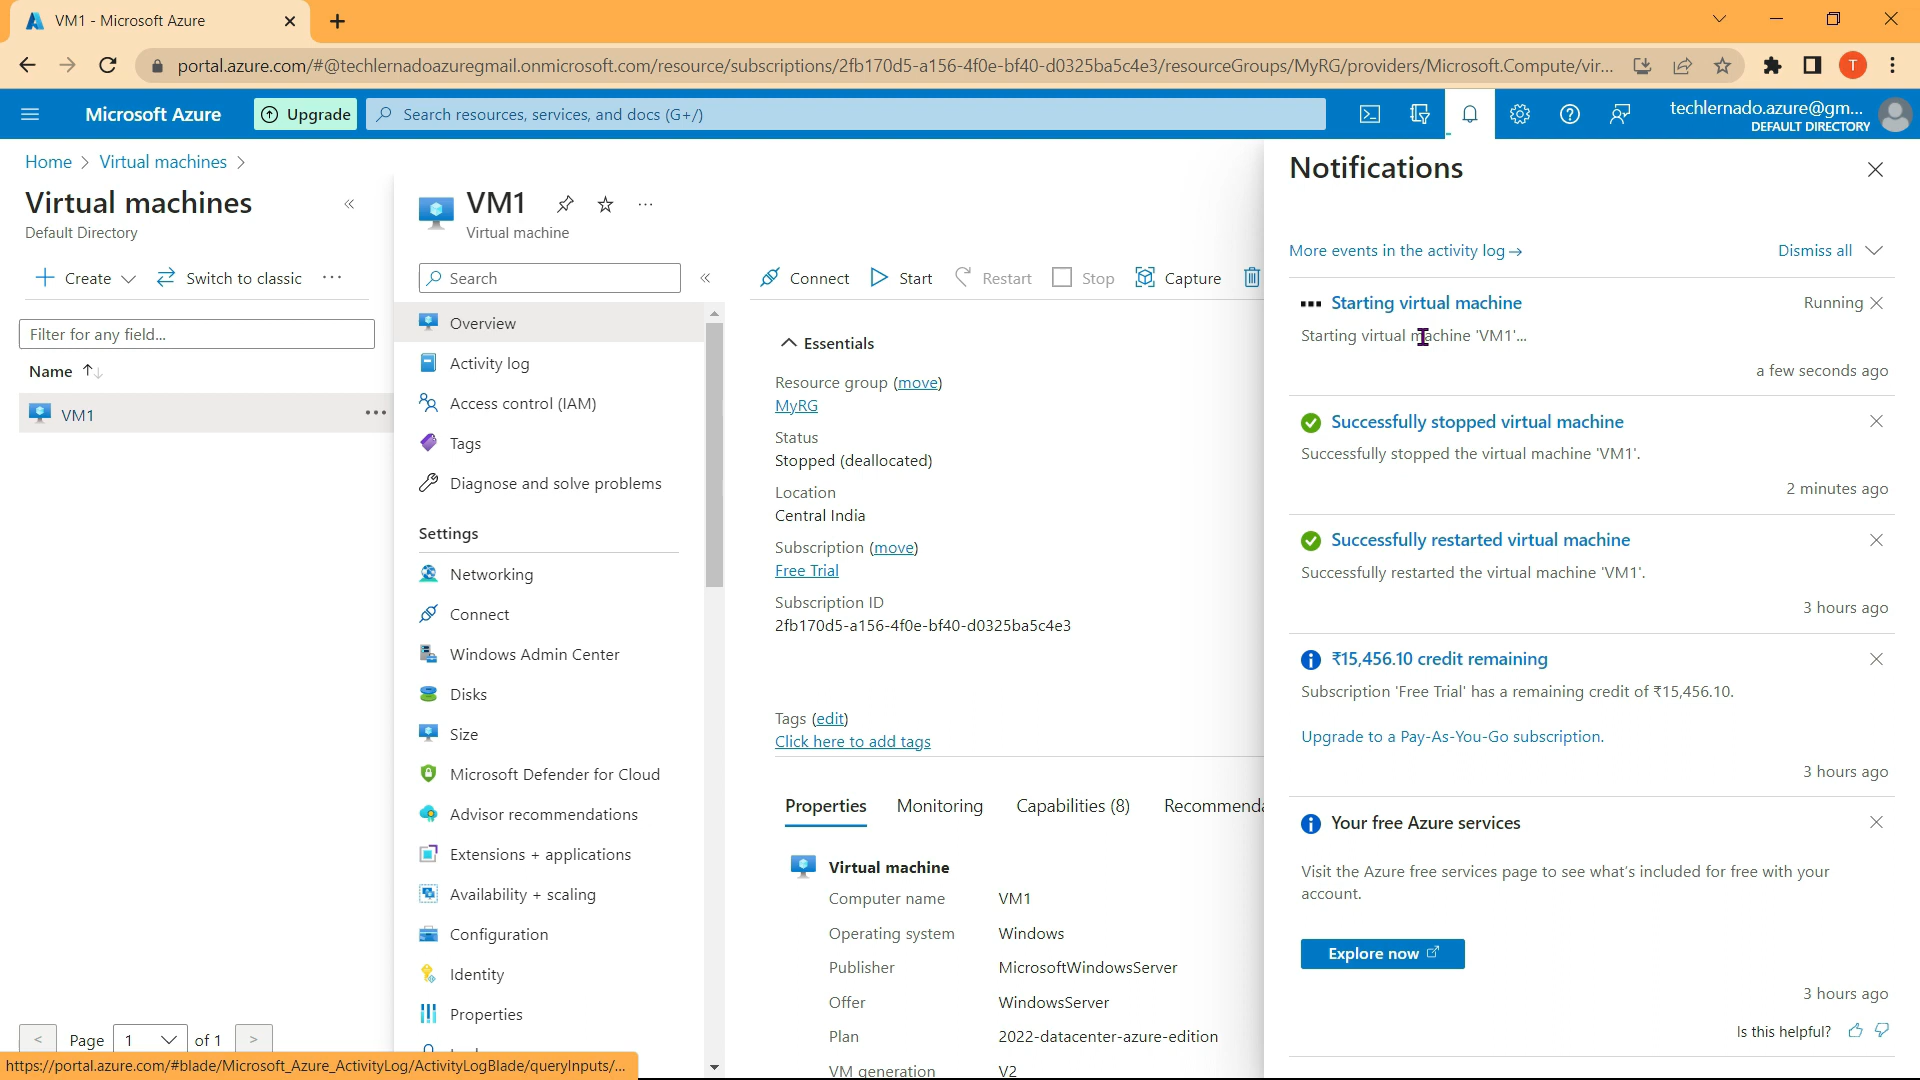 VM1 - Microsoft Azure
portal.azure.com/#@techlernadoazuregmail.onmicrosoft.com/resource/subscriptions/2fb170d5-a156-4f0e-bf40-d0325ba5c4e3/resourceGroups/MyRG/providers/Microsoft.Compute/vir...
T
Microsoft Azure
Upgrade
Search resources, services, and docs (G+/)
techlernado.azure@gm...
DEFAULT DIRECTORY
Home > Virtual machines >
Virtual machines
Default Directory
Create
Switch to classic
Filter for any field...
Name
VM1
Page 1 of 1
VM1
Virtual machine
Search
Overview
Activity log
Access control (IAM)
Tags
Diagnose and solve problems
Settings
Networking
Connect
Windows Admin Center
Disks
Size
Microsoft Defender for Cloud
Advisor recommendations
Extensions + applications
Availability + scaling
Configuration
Identity
Properties
Connect
Start
Restart
Stop
Capture
Essentials
Resource group (move)
MyRG
Status
Stopped (deallocated)
Location
Central India
Subscription (move)
Free Trial
Subscription ID
2fb170d5-a156-4f0e-bf40-d0325ba5c4e3
Tags (edit)
Click here to add tags
Properties
Monitoring
Capabilities (8)
Recommenda
Virtual machine
Computer name VM1
Operating system Windows
Publisher MicrosoftWindowsServer
Offer WindowsServer
Plan 2022-datacenter-azure-edition
VM generation V2
Notifications
More events in the activity log →
Dismiss all
Starting virtual machine
Running
Starting virtual machine 'VM1'...
a few seconds ago
Successfully stopped virtual machine
Successfully stopped the virtual machine 'VM1'.
2 minutes ago
Successfully restarted virtual machine
Successfully restarted the virtual machine 'VM1'.
3 hours ago
₹15,456.10 credit remaining
Subscription 'Free Trial' has a remaining credit of ₹15,456.10.
Upgrade to a Pay-As-You-Go subscription.
3 hours ago
Your free Azure services
Visit the Azure free services page to see what's included for free with your
account.
Explore now
3 hours ago
Is this helpful?
https://portal.azure.com/#blade/Microsoft_Azure_ActivityLog/ActivityLogBlade/queryInputs/...